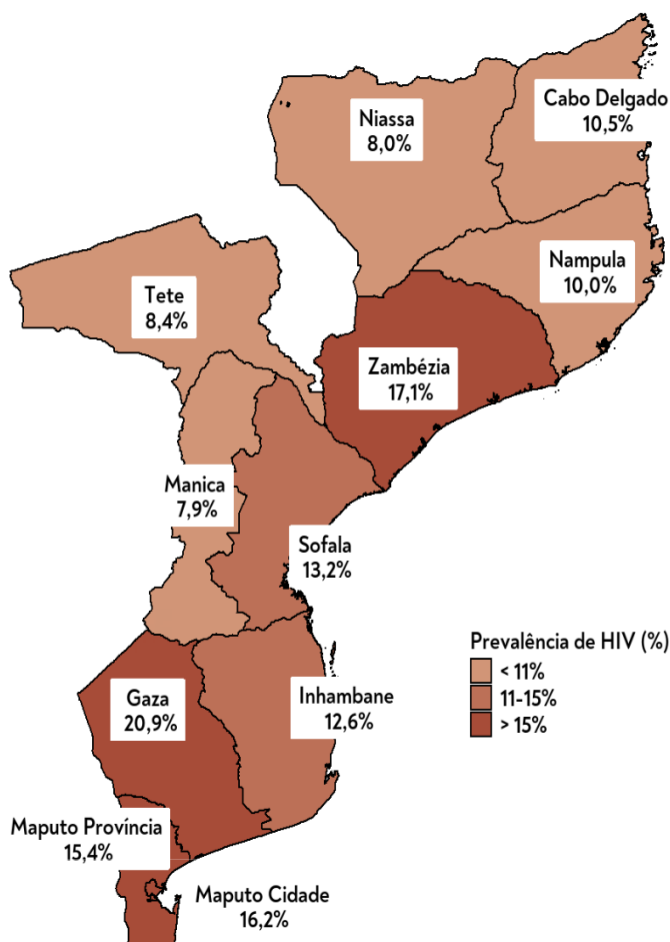 Cabo Delgado
10,5%
Niassa
8,0%
Nampula
10,0%
Tete
8,4%
Zambézia
17,1%
Manica
7,9%
Sofala
13,2%
Prevalência de HIV (%)
< 11%
11-15%
> 15%
Gaza
20,9%
Inhambane
12,6%
Maputo Província
15,4%
Maputo Cidade
16,2%